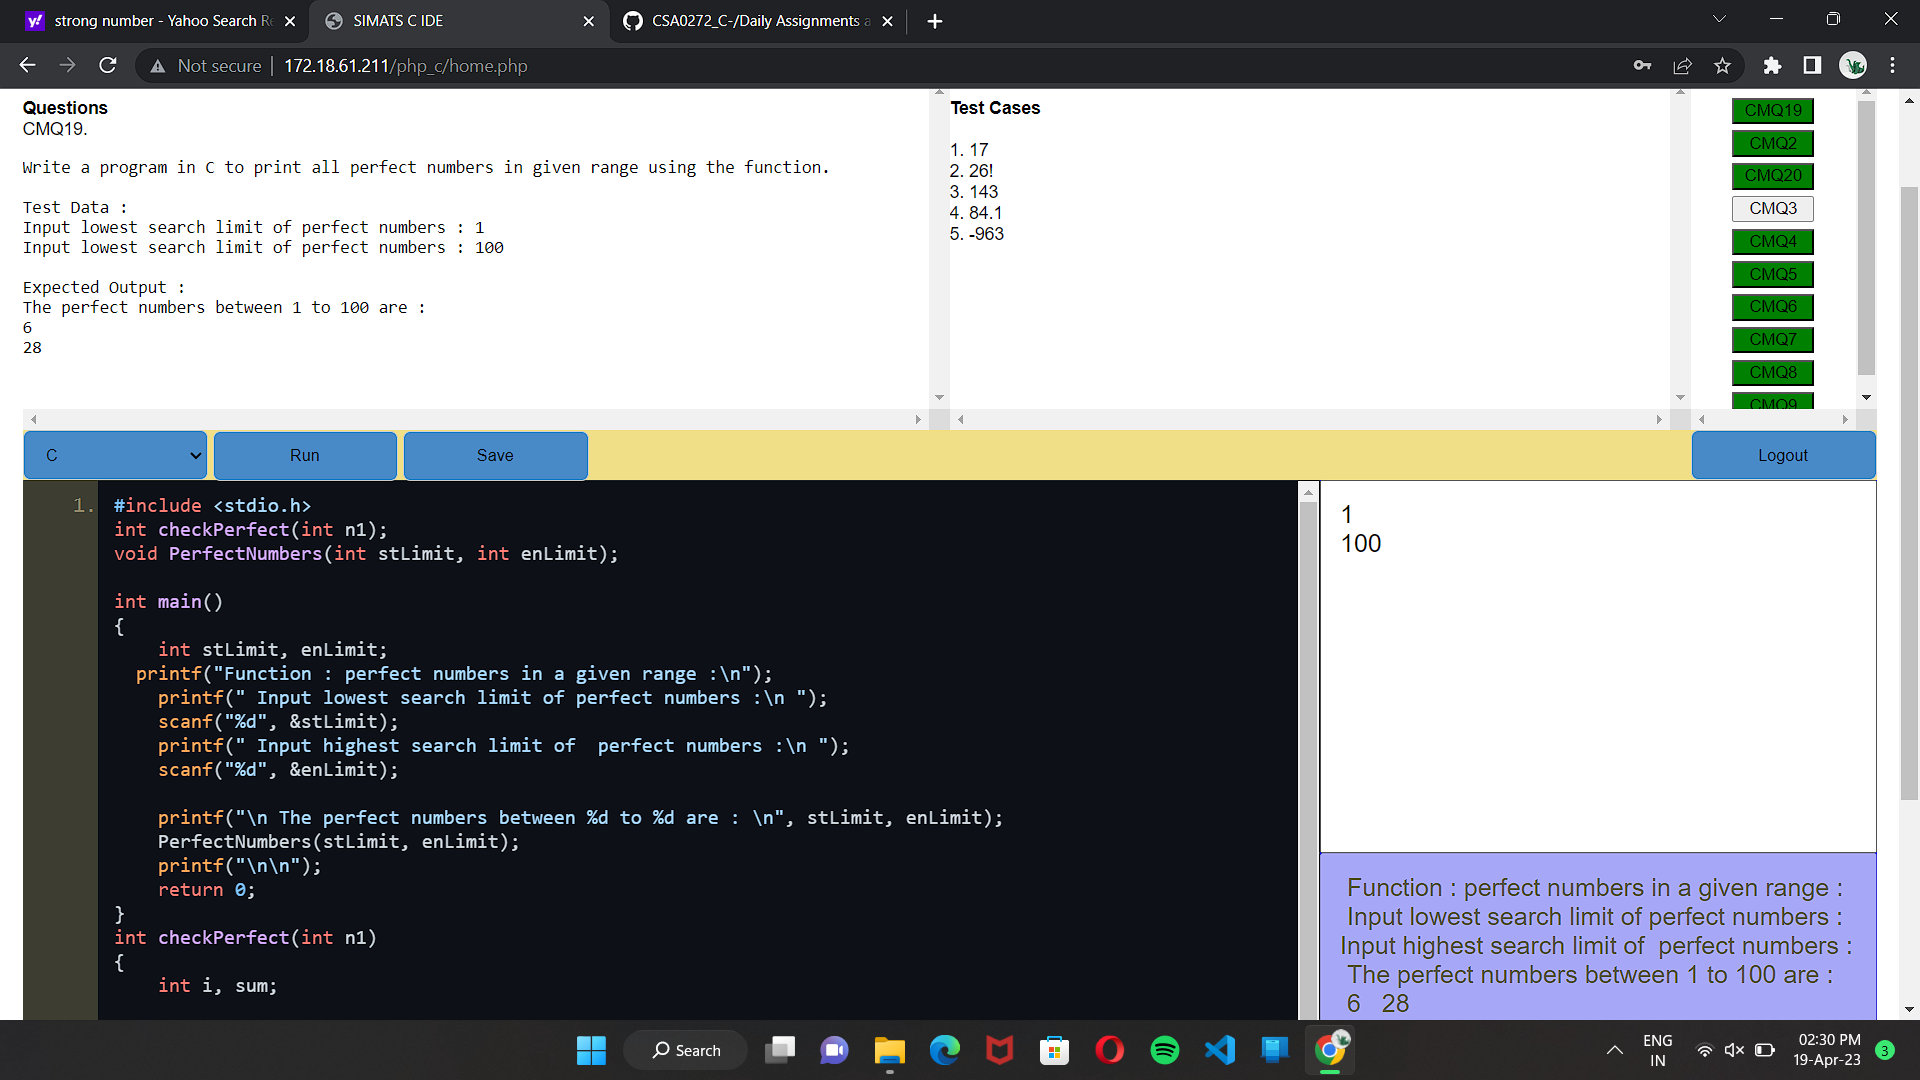 strong number - Yahoo Search Re
SIMATS C IDE
CSA0272_C-/Daily Assignments a
Not secure | 172.18.61.211/php_c/home.php
Questions
CMQ19.
Write a program in C to print all perfect numbers in given range using the function.
Test Data :
Input lowest search limit of perfect numbers : 1
Input lowest search limit of perfect numbers : 100
Expected Output :
The perfect numbers between 1 to 100 are :
6
28
Test Cases
1. 17
2. 26!
3. 143
4. 84.1
5. -963
CMQ19
CMQ2
CMQ20
CMQ3
CMQ4
CMQ5
CMQ6
CMQ7
CMQ8
CMQ9
C
Run
Save
Logout
1.
#include <stdio.h>
int checkPerfect(int n1);
void PerfectNumbers(int stLimit, int enLimit);
int main()
{
int stLimit, enLimit;
printf("Function : perfect numbers in a given range :\n");
printf(" Input lowest search limit of perfect numbers :\n ");
scanf("%d", &stLimit);
printf(" Input highest search limit of  perfect numbers :\n ");
scanf("%d", &enLimit);
printf("\n The perfect numbers between %d to %d are : \n", stLimit, enLimit);
PerfectNumbers(stLimit, enLimit);
printf("\n\n");
return 0;
}
int checkPerfect(int n1)
{
int i, sum;
1
100
Function : perfect numbers in a given range :
Input lowest search limit of perfect numbers :
Input highest search limit of  perfect numbers :
The perfect numbers between 1 to 100 are :
6   28
Search
ENG
IN
02:30 PM
19-Apr-23
3